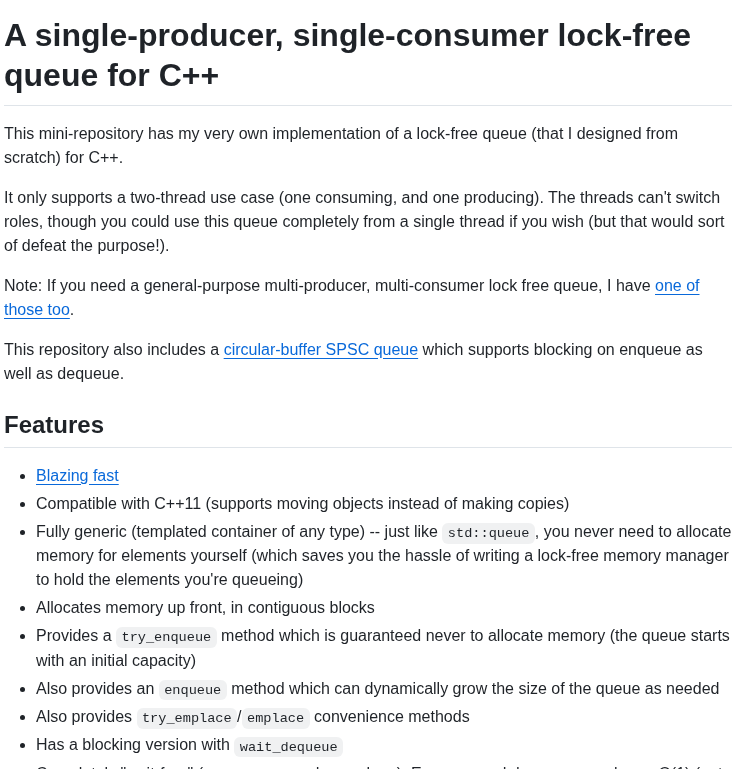 A single-producer, single-consumer lock-free
queue for C++
This mini-repository has my very own implementation of a lock-free queue (that I designed from
scratch) for C++.
It only supports a two-thread use case (one consuming, and one producing). The threads can't switch
roles, though you could use this queue completely from a single thread if you wish (but that would sort
of defeat the purpose!).
Note: If you need a general-purpose multi-producer, multi-consumer lock free queue, I have one of
those too.
This repository also includes a circular-buffer SPSC queue which supports blocking on enqueue as
well as dequeue.
Features
• Blazing fast
• Compatible with C++11 (supports moving objects instead of making copies)
• Fully generic (templated container of any type) -- just like std::queue, you never need to allocate
memory for elements yourself (which saves you the hassle of writing a lock-free memory manager
to hold the elements you're queueing)
• Allocates memory up front, in contiguous blocks
• Provides a try_enqueue method which is guaranteed never to allocate memory (the queue starts
with an initial capacity)
• Also provides an enqueue method which can dynamically grow the size of the queue as needed
• Also provides try_emplace/emplace convenience methods
• Has a blocking version with wait_dequeue